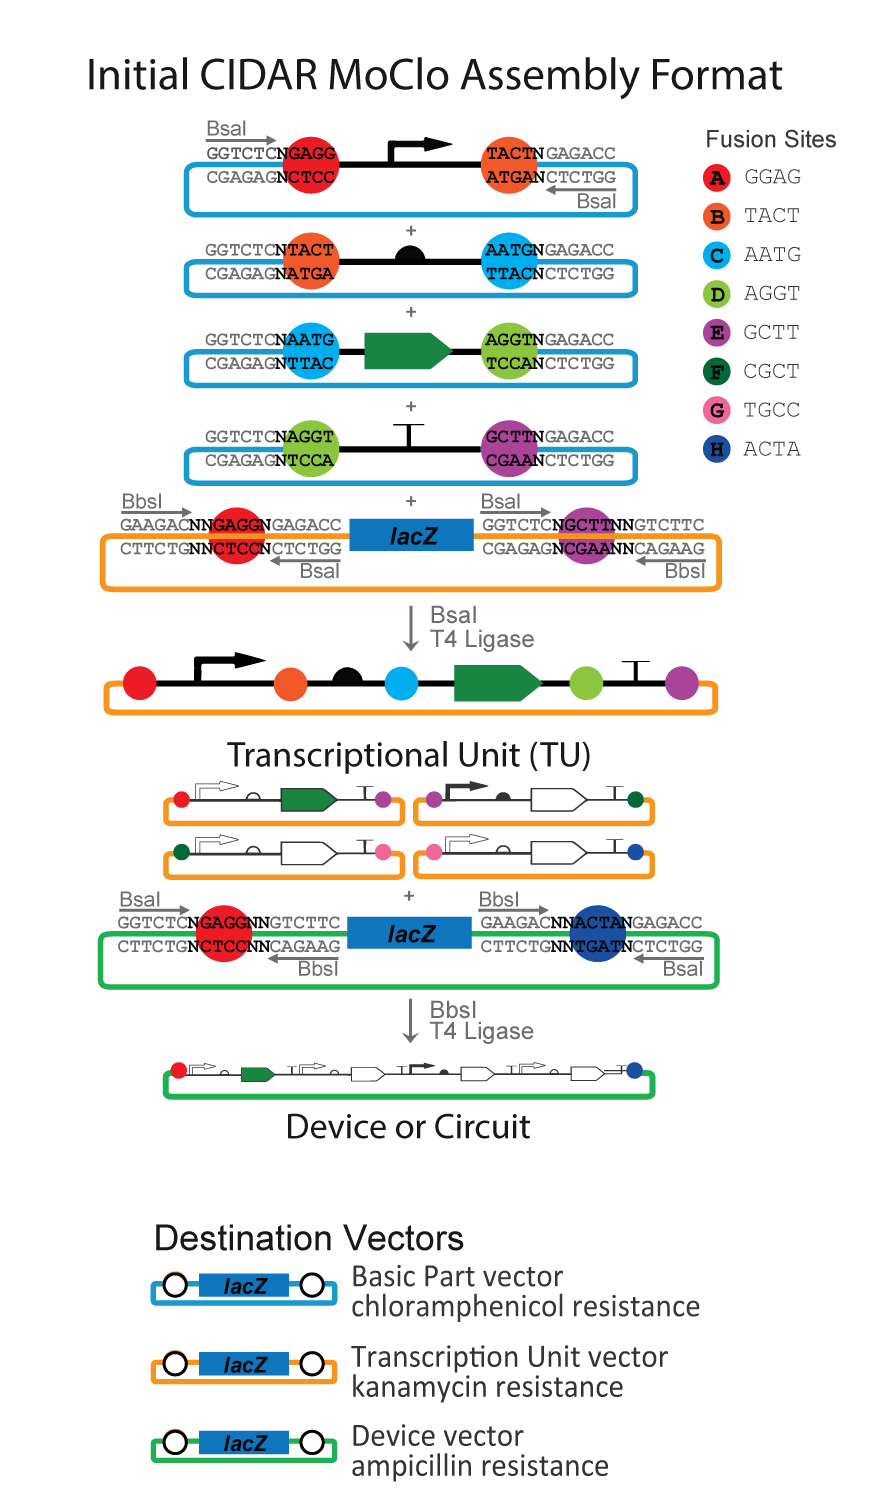 Initial CIDAR MoClo Assembly Format
Fusion Sites
A GGAG
B TACT
C AATG
D AGGT
E GCTT
F CGCT
G TGCC
H ACTA
BsaI
GGTCTCNGAGG TACTNGAGACC
CGAGAGNCTCC ATGANCTCTGG
BsaI
+
GGTCTCNTACT AATGNGAGACC
CGAGAGNATGA TTACNCTCTGG
+
GGTCTCNAATG AGGTNGAGACC
CGAGAGNTTAC TCCANCTCTGG
+
GGTCTCNAGGT GCTTNGAGACC
CGAGAGNTCCA CGAANCTCTGG
+
BbsI BsaI
GAAGACNNGAGGNGAGACC lacZ GGTCTCNGCTTNNGTCTTC
CTTCTGNNCTCCNCTCTGG CGAGAGNCGAANNCAGAAG
BsaI BbsI
BsaI
T4 Ligase
Transcriptional Unit (TU)
+
BsaI BbsI
GGTCTCNGAGGNNGTCTTC lacZ GAAGACNNACTANGAGACC
CTTCTGNCTCCNNCAGAAG CTTCTGNNTGATNCTCTGG
BbsI BsaI
BbsI
T4 Ligase
Device or Circuit
Destination Vectors
lacZ Basic Part vector
chloramphenicol resistance
lacZ Transcription Unit vector
kanamycin resistance
lacZ Device vector
ampicillin resistance